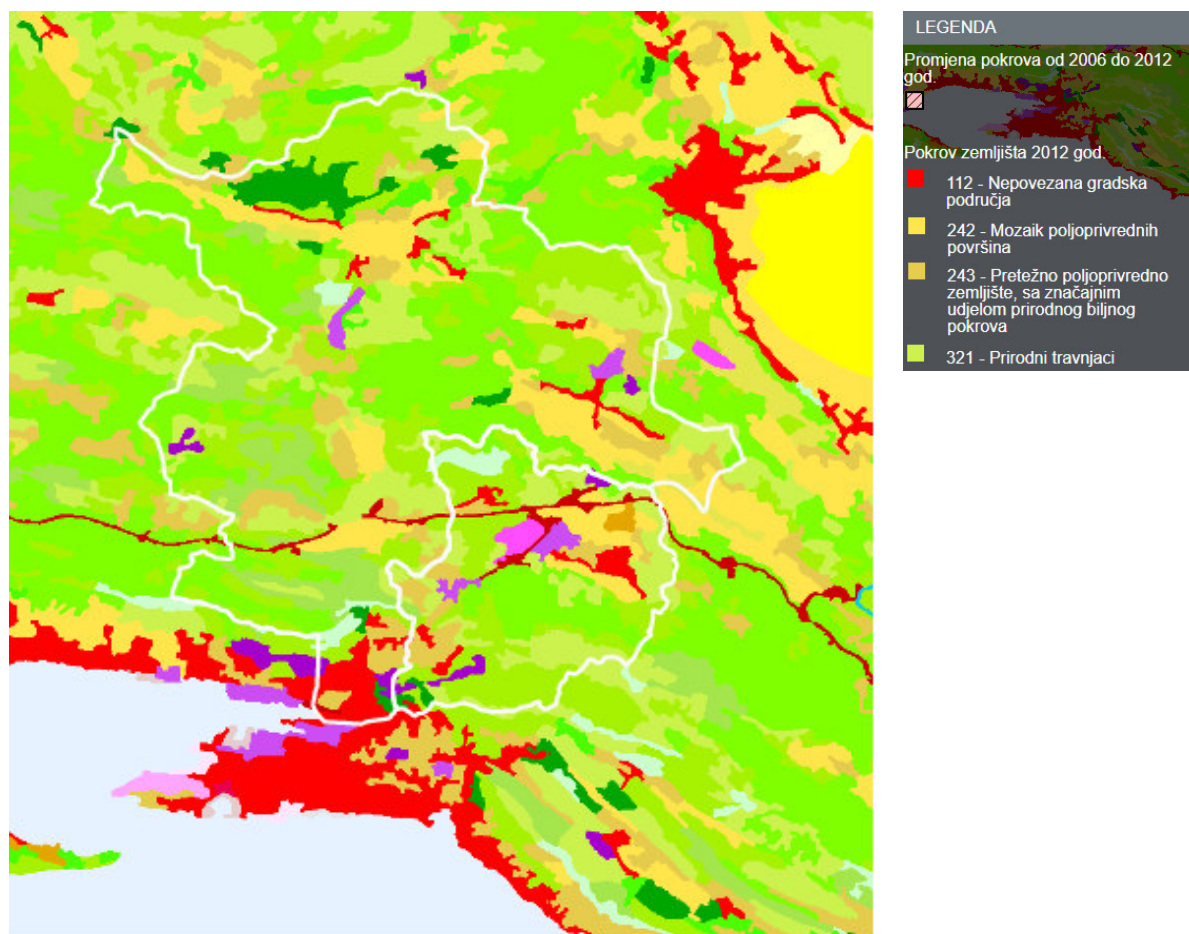 LEGENDA
Promjena pokrova od 2006 do 2012
god.
Pokrov zemljišta 2012 god.
112 - Nepovezana gradska
područja
242 - Mozaik poljoprivrednih
površina
243 - Pretežno poljoprivredno
zemljište, sa značajnim
udjelom prirodnog biljnog
pokrova
321 - Prirodni travnjaci